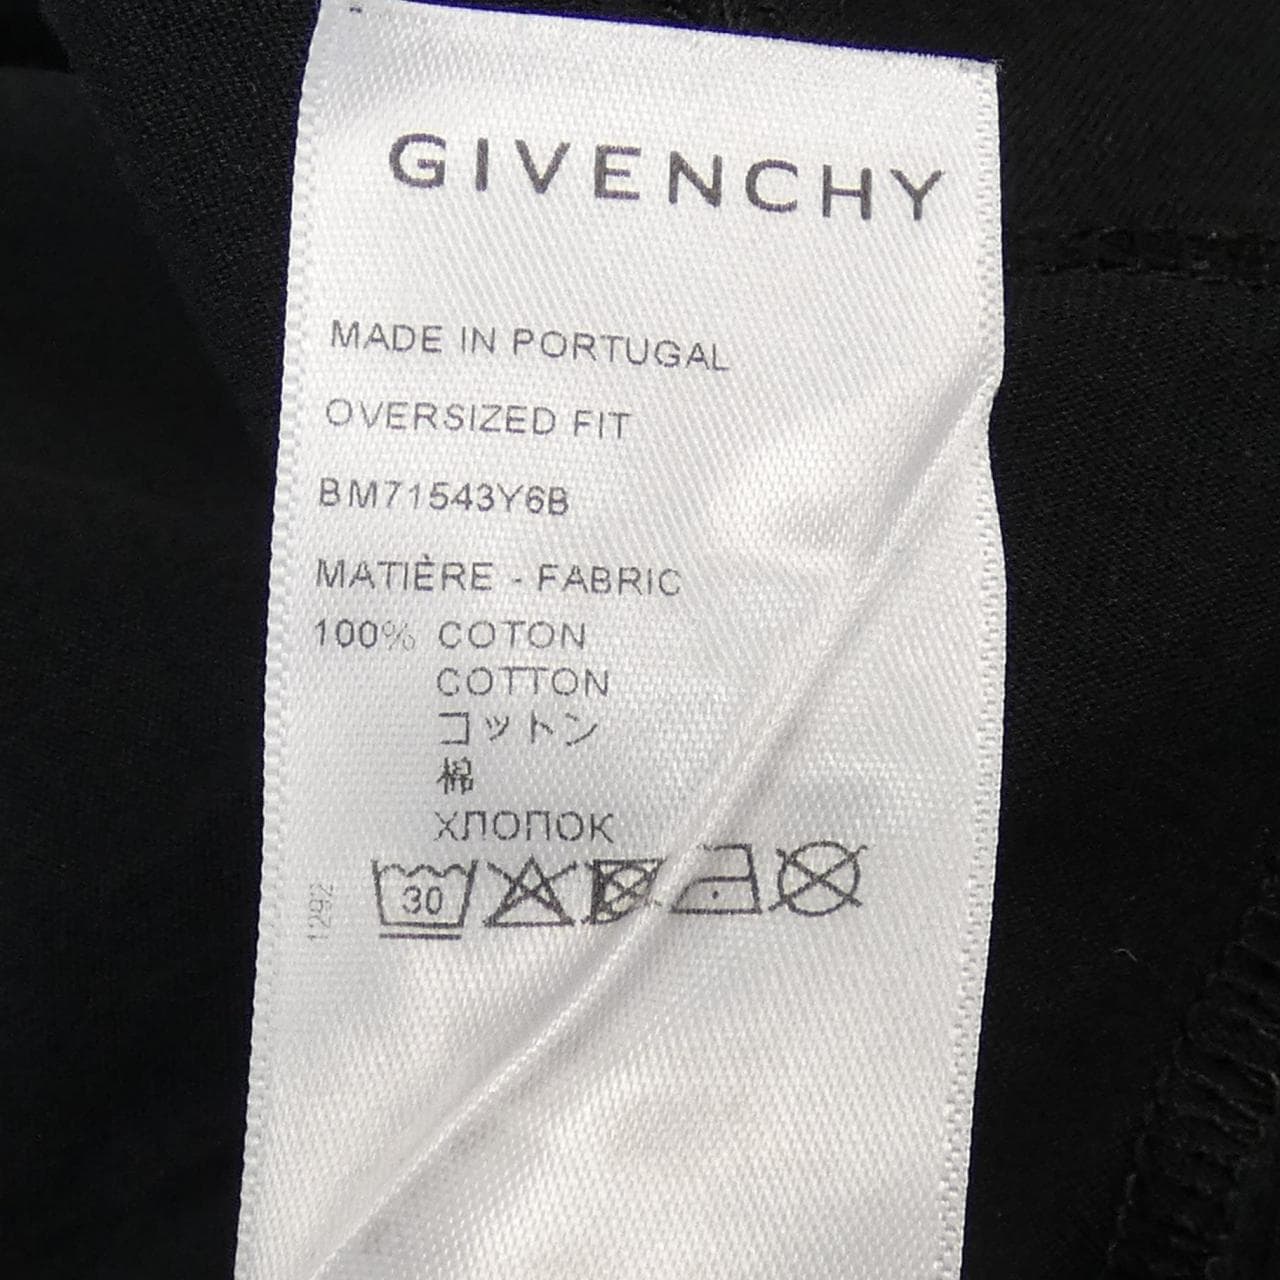 GIVENCHY
MADE IN PORTUGAL
OVERSIZED FIT
BM71543Y6B
MATIÈRE - FABRIC
100% COTON
COTTON
コットン
棉
ХЛОПОК
30
1292